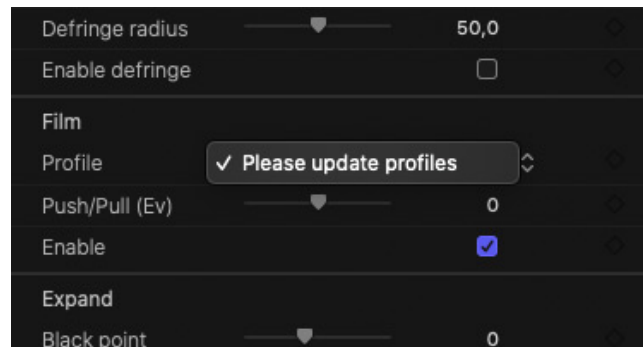 Defringe radius 50,0
Enable defringe
Film
Profile ✓ Please update profiles
Push/Pull (Ev) 0
Enable
Expand
Black point 0